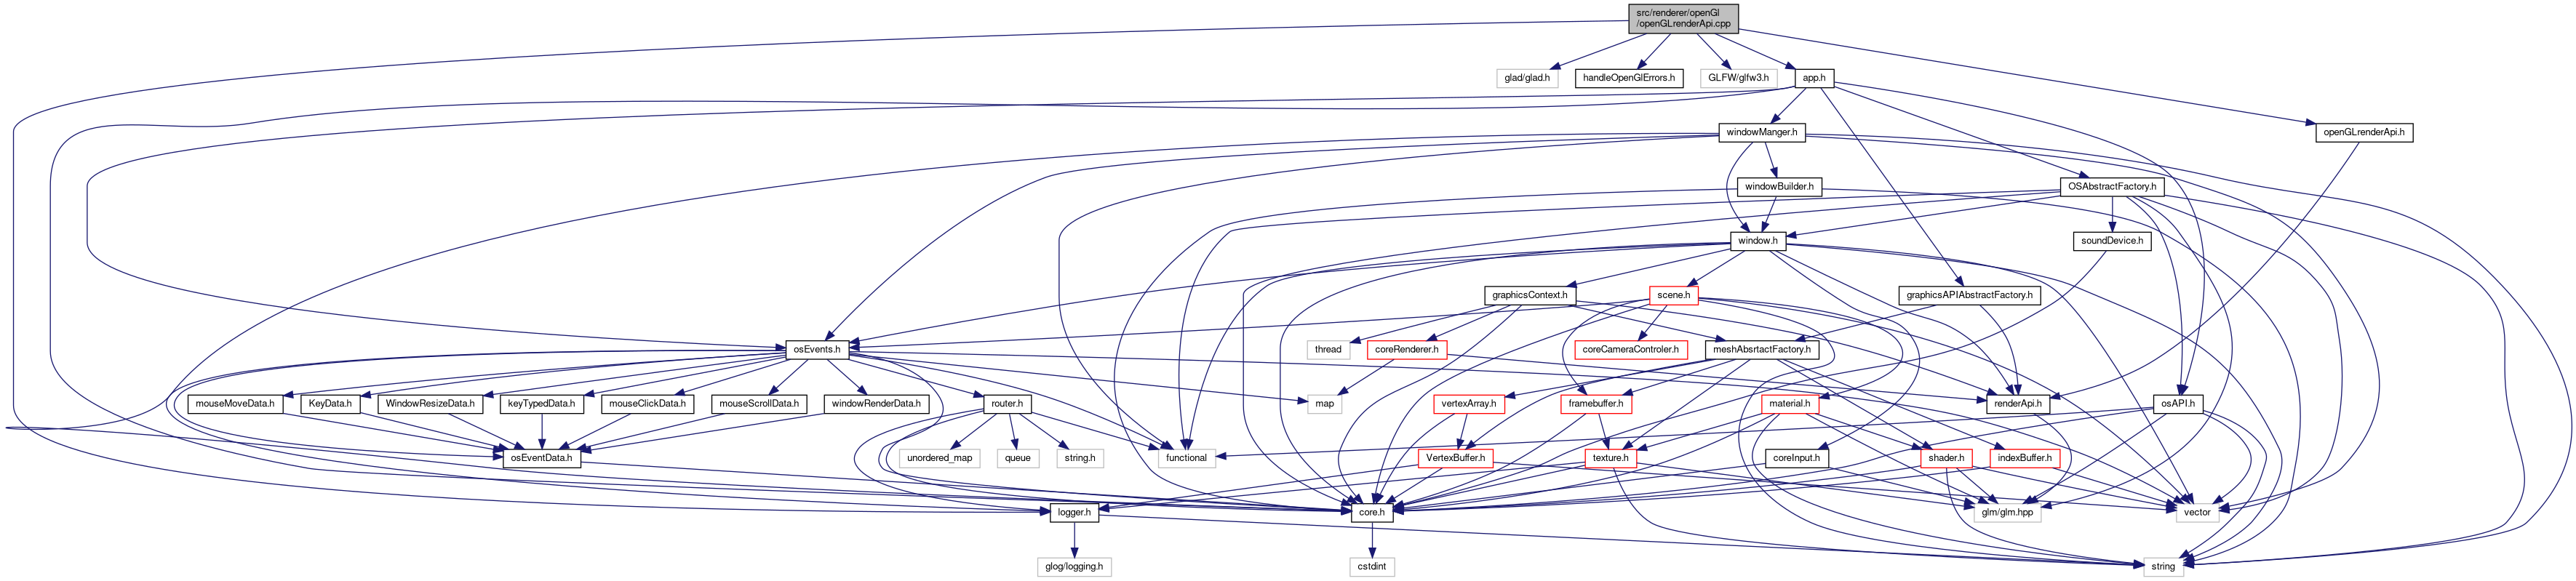 src/renderer/openGl
/openGLrenderApi.cpp
glad/glad.h
handleOpenGlErrors.h
GLFW/glfw3.h
app.h
windowManger.h
openGLrenderApi.h
windowBuilder.h
OSAbstractFactory.h
window.h
soundDevice.h
graphicsContext.h
scene.h
graphicsAPIAbstractFactory.h
osEvents.h
thread
coreRenderer.h
coreCameraControler.h
meshAbsrtactFactory.h
mouseMoveData.h
KeyData.h
WindowResizeData.h
keyTypedData.h
mouseClickData.h
mouseScrollData.h
windowRenderData.h
router.h
map
vertexArray.h
framebuffer.h
material.h
renderApi.h
osAPI.h
osEventData.h
unordered_map
queue
string.h
functional
VertexBuffer.h
texture.h
coreInput.h
shader.h
indexBuffer.h
logger.h
core.h
glm/glm.hpp
vector
glog/logging.h
cstdint
string